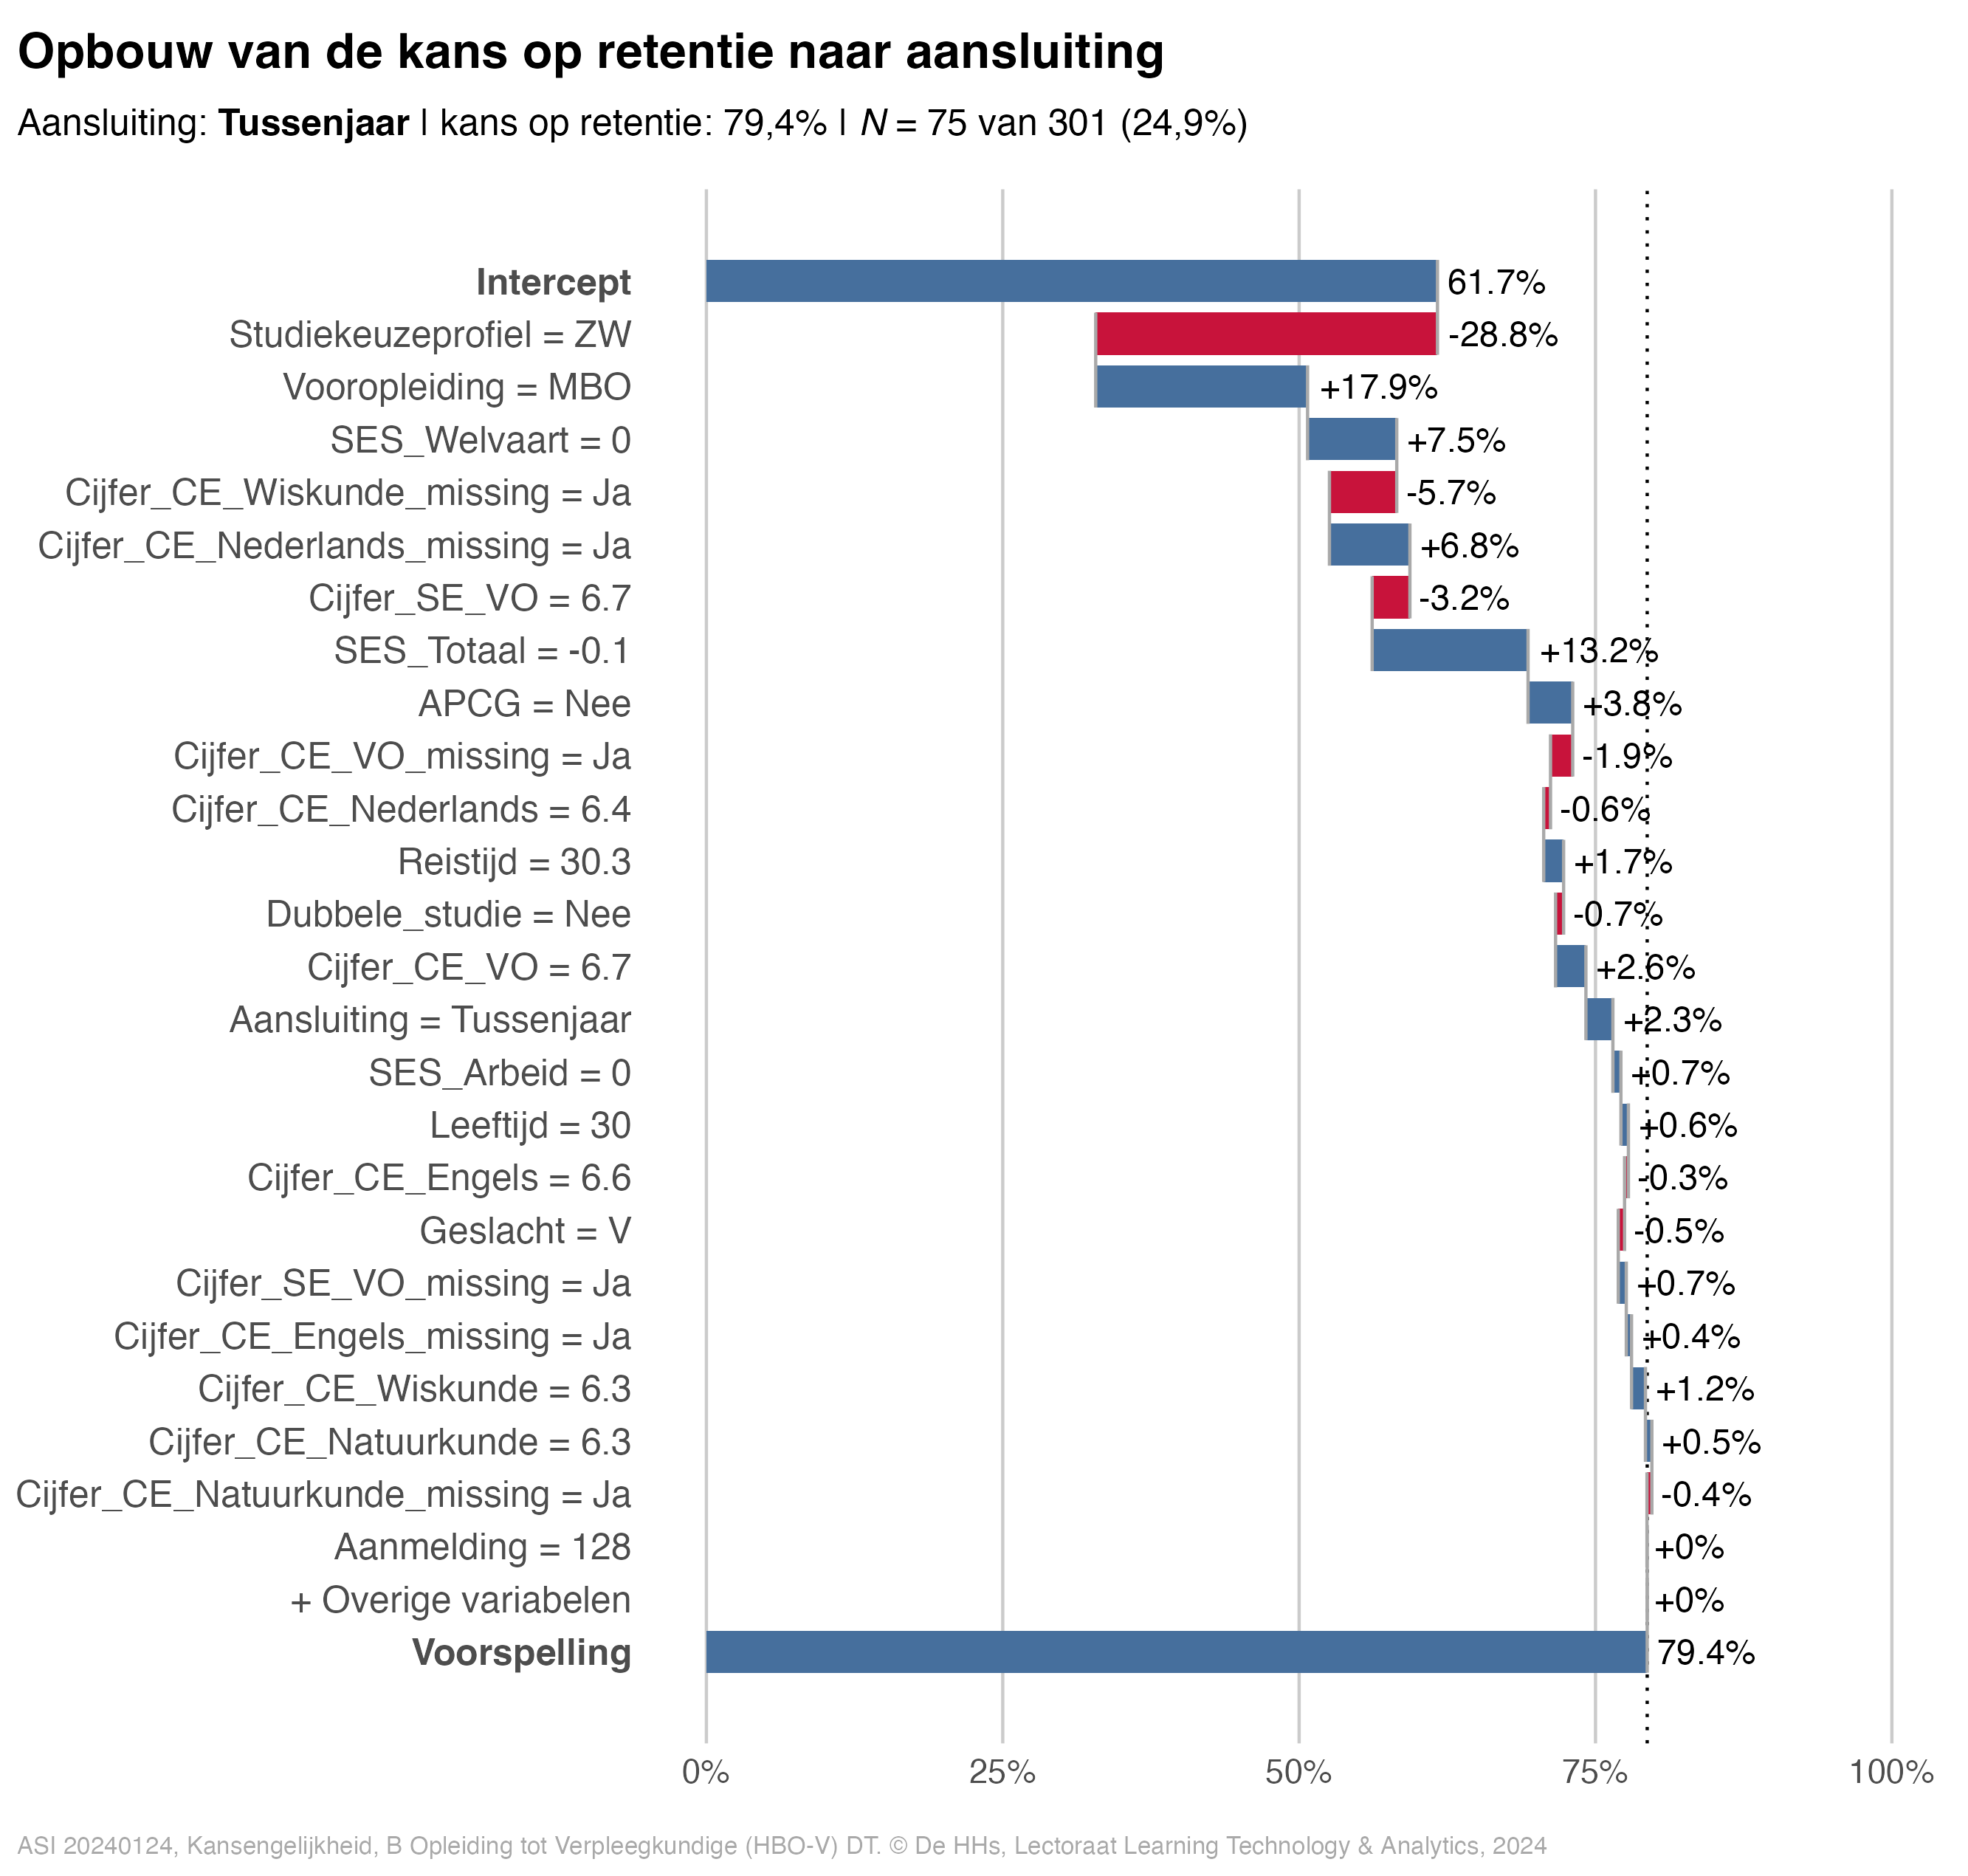 Opbouw van de kans op retentie naar aansluiting
Aansluiting: Tussenjaar | kans op retentie: 79,4% | N = 75 van 301 (24,9%)
Intercept 61.7%
Studiekeuzeprofiel = ZW -28.8%
Vooropleiding = MBO +17.9%
SES_Welvaart = 0 +7.5%
Cijfer_CE_Wiskunde_missing = Ja -5.7%
Cijfer_CE_Nederlands_missing = Ja +6.8%
Cijfer_SE_VO = 6.7 -3.2%
SES_Totaal = -0.1 +13.2%
APCG = Nee +3.8%
Cijfer_CE_VO_missing = Ja -1.9%
Cijfer_CE_Nederlands = 6.4 -0.6%
Reistijd = 30.3 +1.7%
Dubbele_studie = Nee -0.7%
Cijfer_CE_VO = 6.7 +2.6%
Aansluiting = Tussenjaar +2.3%
SES_Arbeid = 0 +0.7%
Leeftijd = 30 +0.6%
Cijfer_CE_Engels = 6.6 -0.3%
Geslacht = V -0.5%
Cijfer_SE_VO_missing = Ja +0.7%
Cijfer_CE_Engels_missing = Ja +0.4%
Cijfer_CE_Wiskunde = 6.3 +1.2%
Cijfer_CE_Natuurkunde = 6.3 +0.5%
Cijfer_CE_Natuurkunde_missing = Ja -0.4%
Aanmelding = 128 +0%
+ Overige variabelen +0%
Voorspelling 79.4%
0% 25% 50% 75% 100%
ASI 20240124, Kansengelijkheid, B Opleiding tot Verpleegkundige (HBO-V) DT. © De HHs, Lectoraat Learning Technology & Analytics, 2024